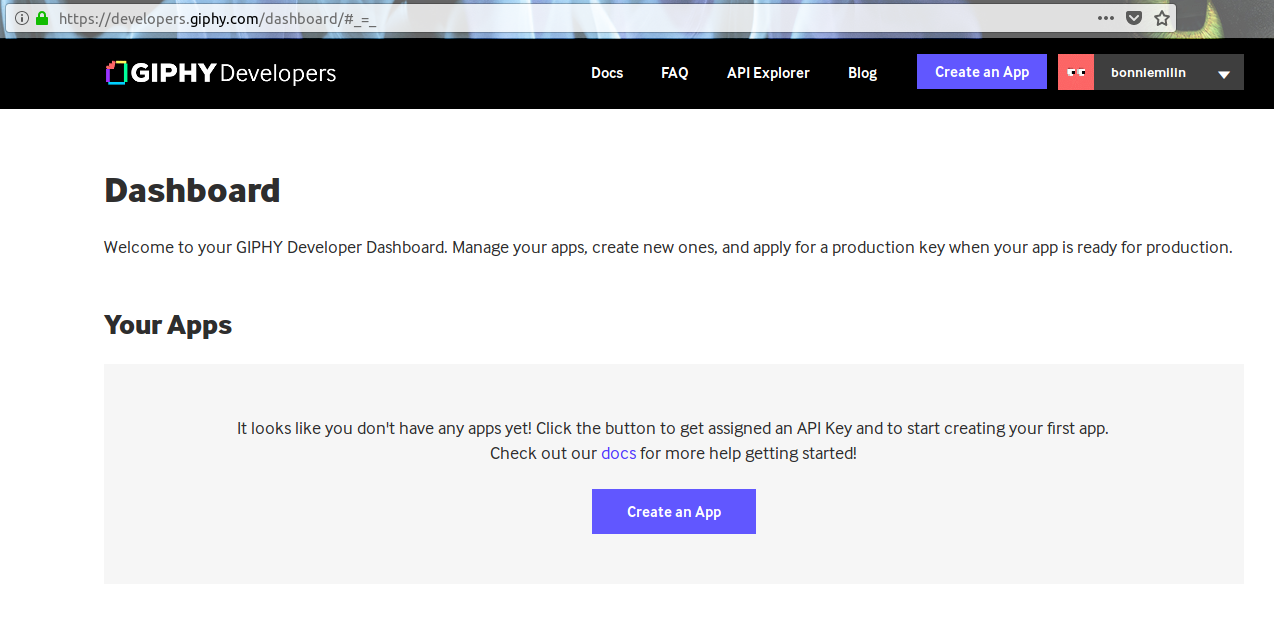 https://developers.giphy.com/dashboard/#_=_
GIPHY Developers
Docs
FAQ
API Explorer
Blog
Create an App
bonniemilin
Dashboard
Welcome to your GIPHY Developer Dashboard. Manage your apps, create new ones, and apply for a production key when your app is ready for production.
Your Apps
It looks like you don't have any apps yet! Click the button to get assigned an API Key and to start creating your first app.
Check out our docs for more help getting started!
Create an App